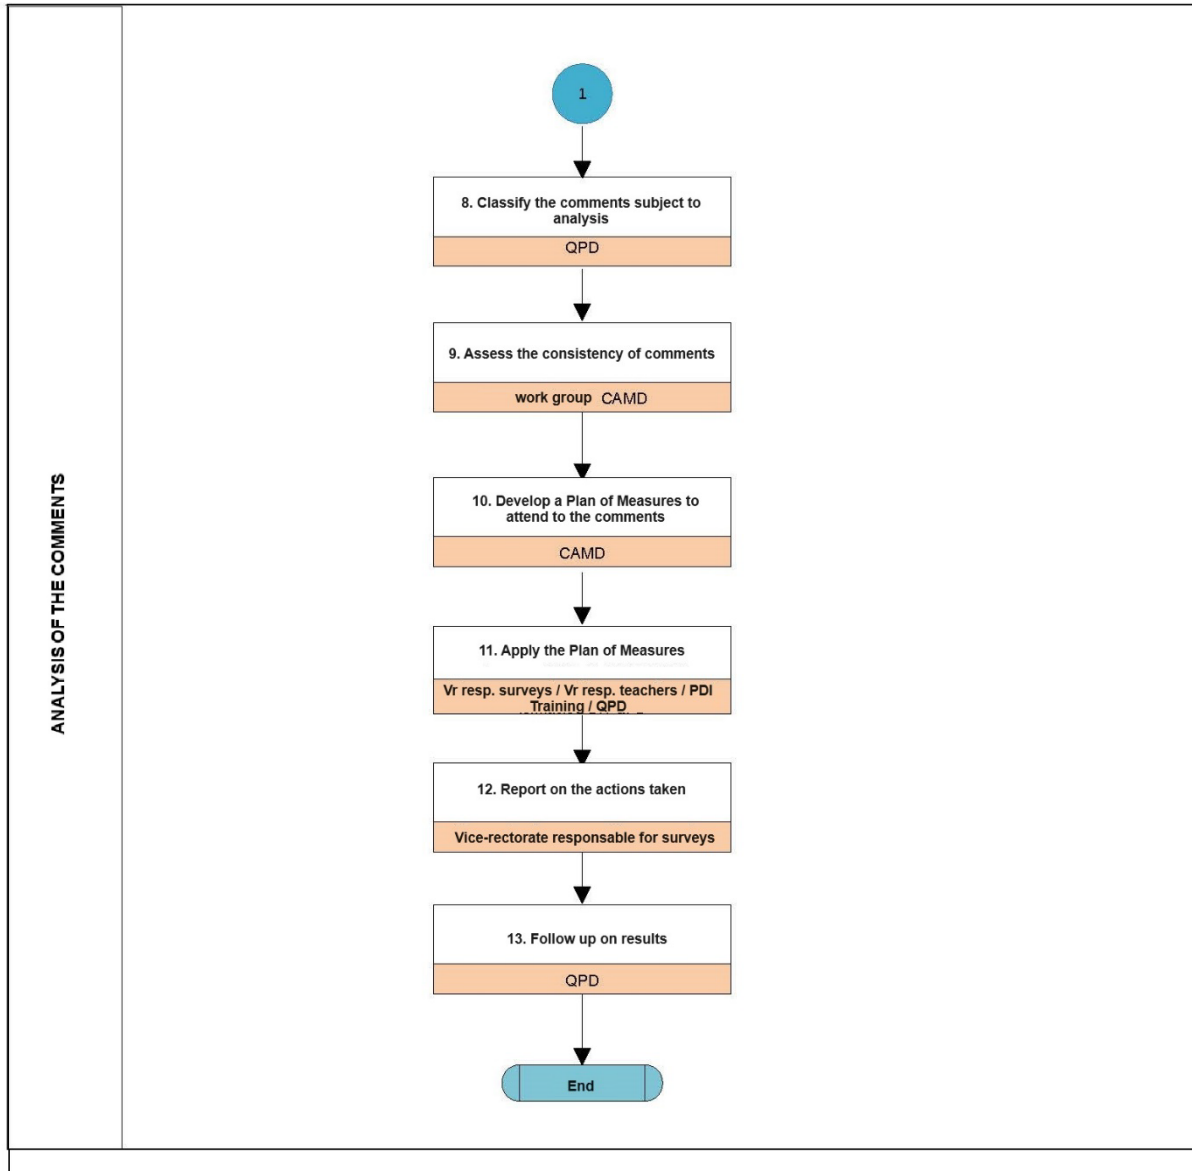 1
8. Classify the comments subject to
analysis
QPD
9. Assess the consistency of comments
work group CAMD
ANALYSIS OF THE COMMENTS
10. Develop a Plan of Measures to
attend to the comments
CAMD
11. Apply the Plan of Measures
Vr resp. surveys / Vr resp. teachers / PDI
Training / QPD
12. Report on the actions taken
Vice-rectorate responsable for surveys
13. Follow up on results
QPD
End